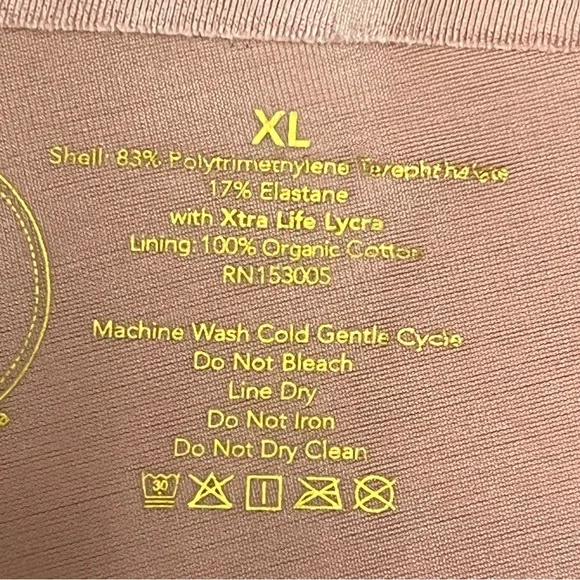 XL
Shell: 83% Polytrimethylene Terephthalate
17% Elastane
with Xtra Life Lycra
Lining: 100% Organic Cotton
RN153005
Machine Wash Cold Gentle Cycle
Do Not Bleach
Line Dry
Do Not Iron
Do Not Dry Clean
30